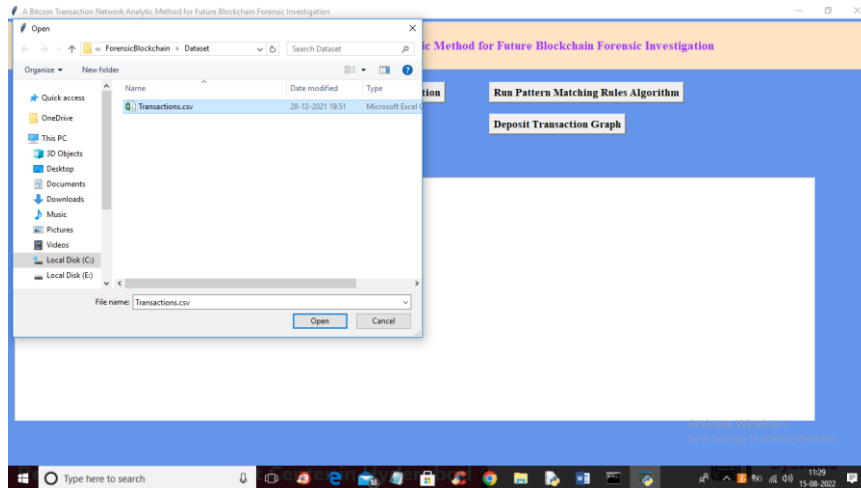 A Bitcoin Transaction Network Analytic Method for Future Blockchain Forensic Investigation
Open
« ForensicBlockchain › Dataset
Search Dataset
ic Method for Future Blockchain Forensic Investigation
Organize
New folder
Name
Date modified
Type
Quick access
Transactions.csv
28-12-2021 19:51
Microsoft Excel
OneDrive
This PC
3D Objects
Desktop
Documents
Downloads
Music
Pictures
Videos
Local Disk (C:)
Local Disk (E:)
File name:
Transactions.csv
Open
Cancel
tion
Run Pattern Matching Rules Algorithm
Deposit Transaction Graph
Activate Windows
Go to Settings to activate Windows.
Type here to search
11:29
15-08-2022